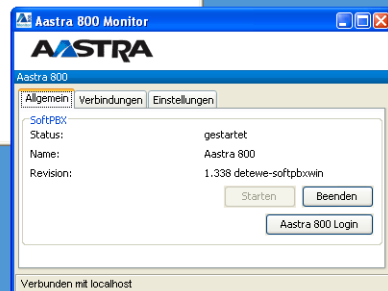 Aastra 800 Monitor
AASTRA
Aastra 800
Allgemein Verbindungen Einstellungen
SoftPBX
Status: gestartet
Name: Aastra 800
Revision: 1.338 detewe-softpbxwin
Starten Beenden
Aastra 800 Login
Verbunden mit localhost